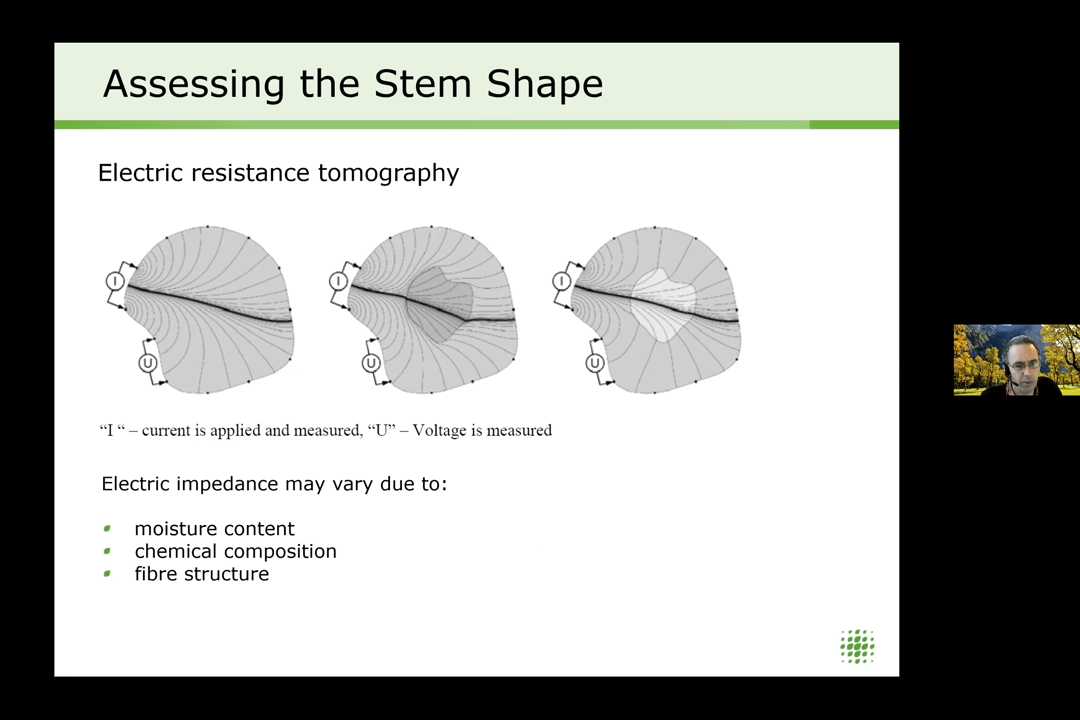 Assessing the Stem Shape
Electric resistance tomography
I I I
U U U
“I “ – current is applied and measured, “U” – Voltage is measured
Electric impedance may vary due to:
moisture content
chemical composition
fibre structure